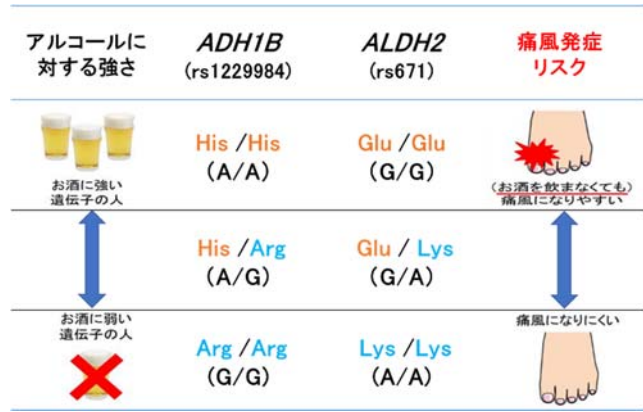 アルコールに
対する強さ
ADH1B
(rs1229984)
ALDH2
(rs671)
痛風発症
リスク
お酒に強い
遺伝子の人
His /His
(A/A)
Glu /Glu
(G/G)
(お酒を飲まなくても)
痛風になりやすい
His /Arg
(A/G)
Glu / Lys
(G/A)
お酒に弱い
遺伝子の人
Arg /Arg
(G/G)
Lys /Lys
(A/A)
痛風になりにくい